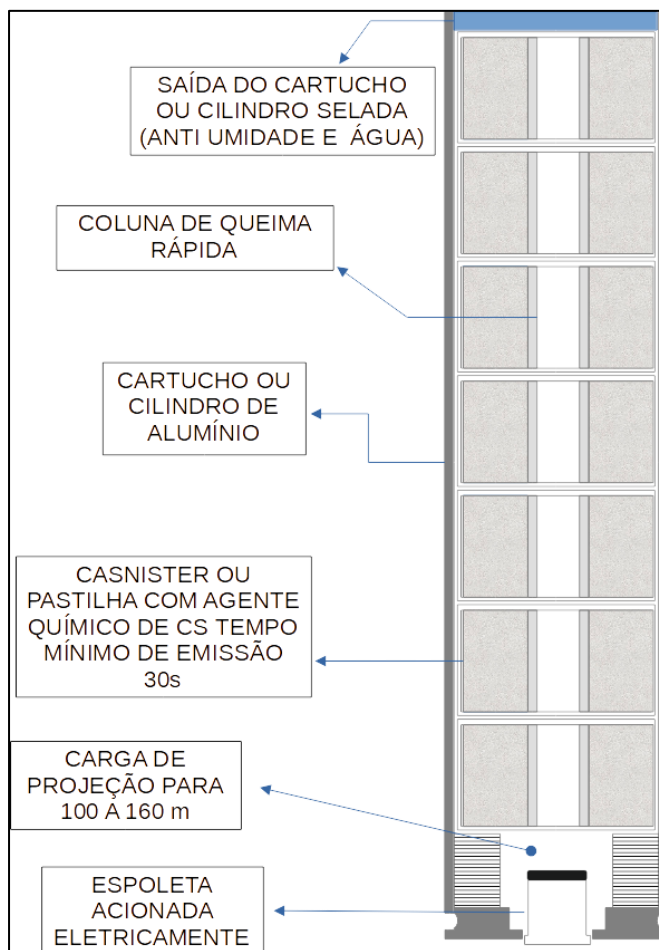 SAÍDA DO CARTUCHO
OU CILINDRO SELADA
(ANTI UMIDADE E ÁGUA)
COLUNA DE QUEIMA
RÁPIDA
CARTUCHO OU
CILINDRO DE
ALUMÍNIO
CASNISTER OU
PASTILHA COM AGENTE
QUÍMICO DE CS TEMPO
MÍNIMO DE EMISSÃO
30s
CARGA DE
PROJEÇÃO PARA
100 A 160 m
ESPOLETA
ACIONADA
ELETRICAMENTE